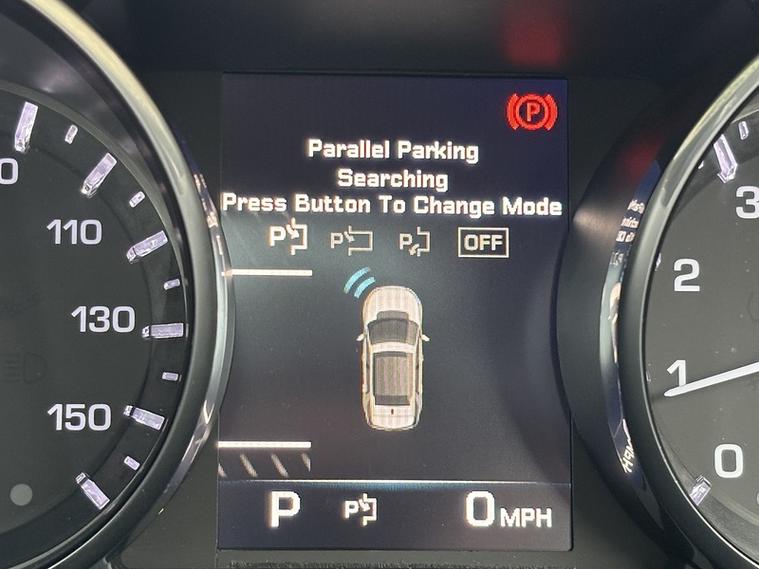 P
Parallel Parking
Searching
Press Button To Change Mode
P P P OFF
110
130
150
3
2
1
0
P P 0 MPH